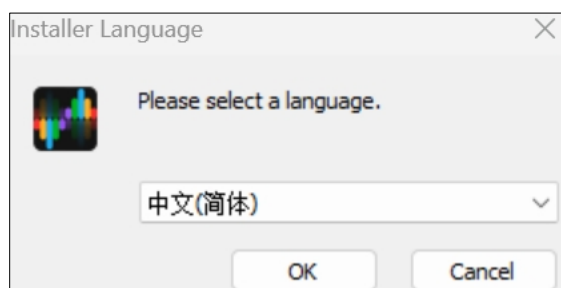 Installer Language
Please select a language.
中文(简体)
OK Cancel